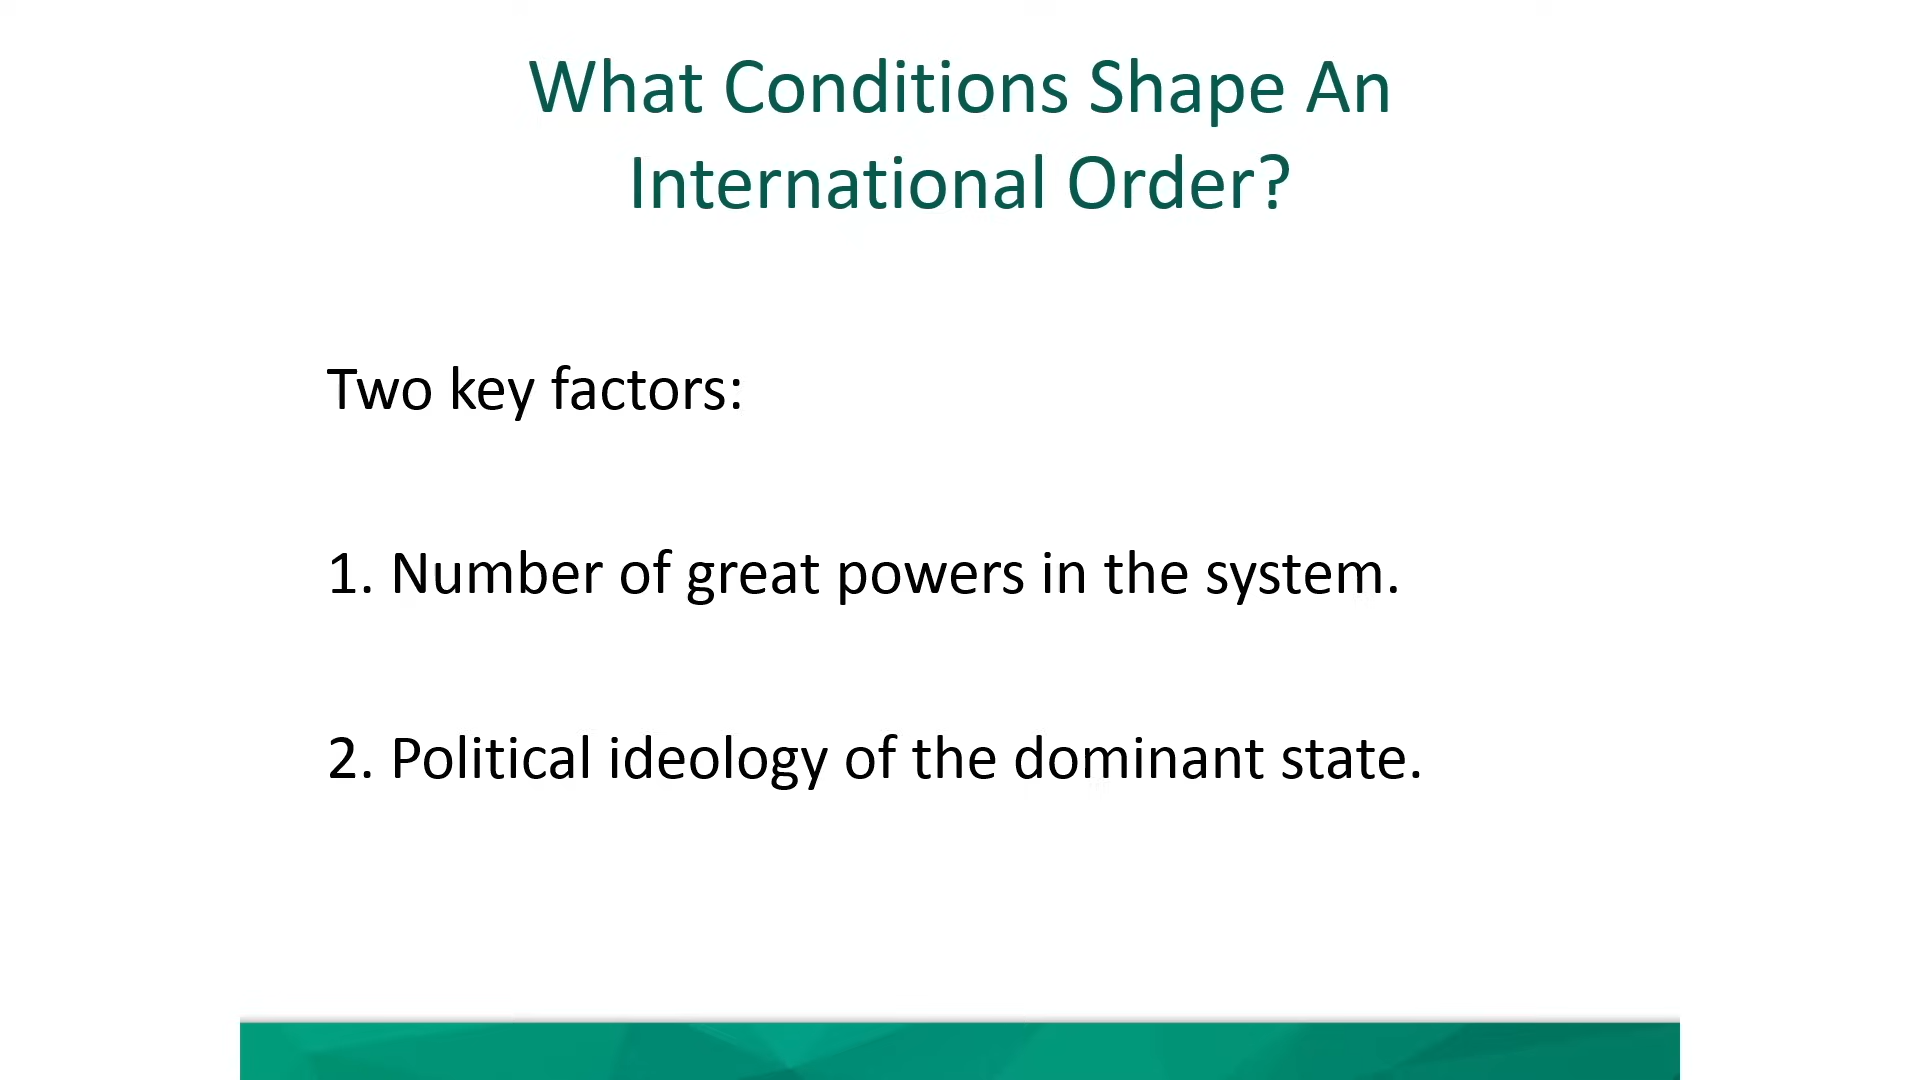 What Conditions Shape An
International Order?
Two key factors:
1. Number of great powers in the system.
2. Political ideology of the dominant state.